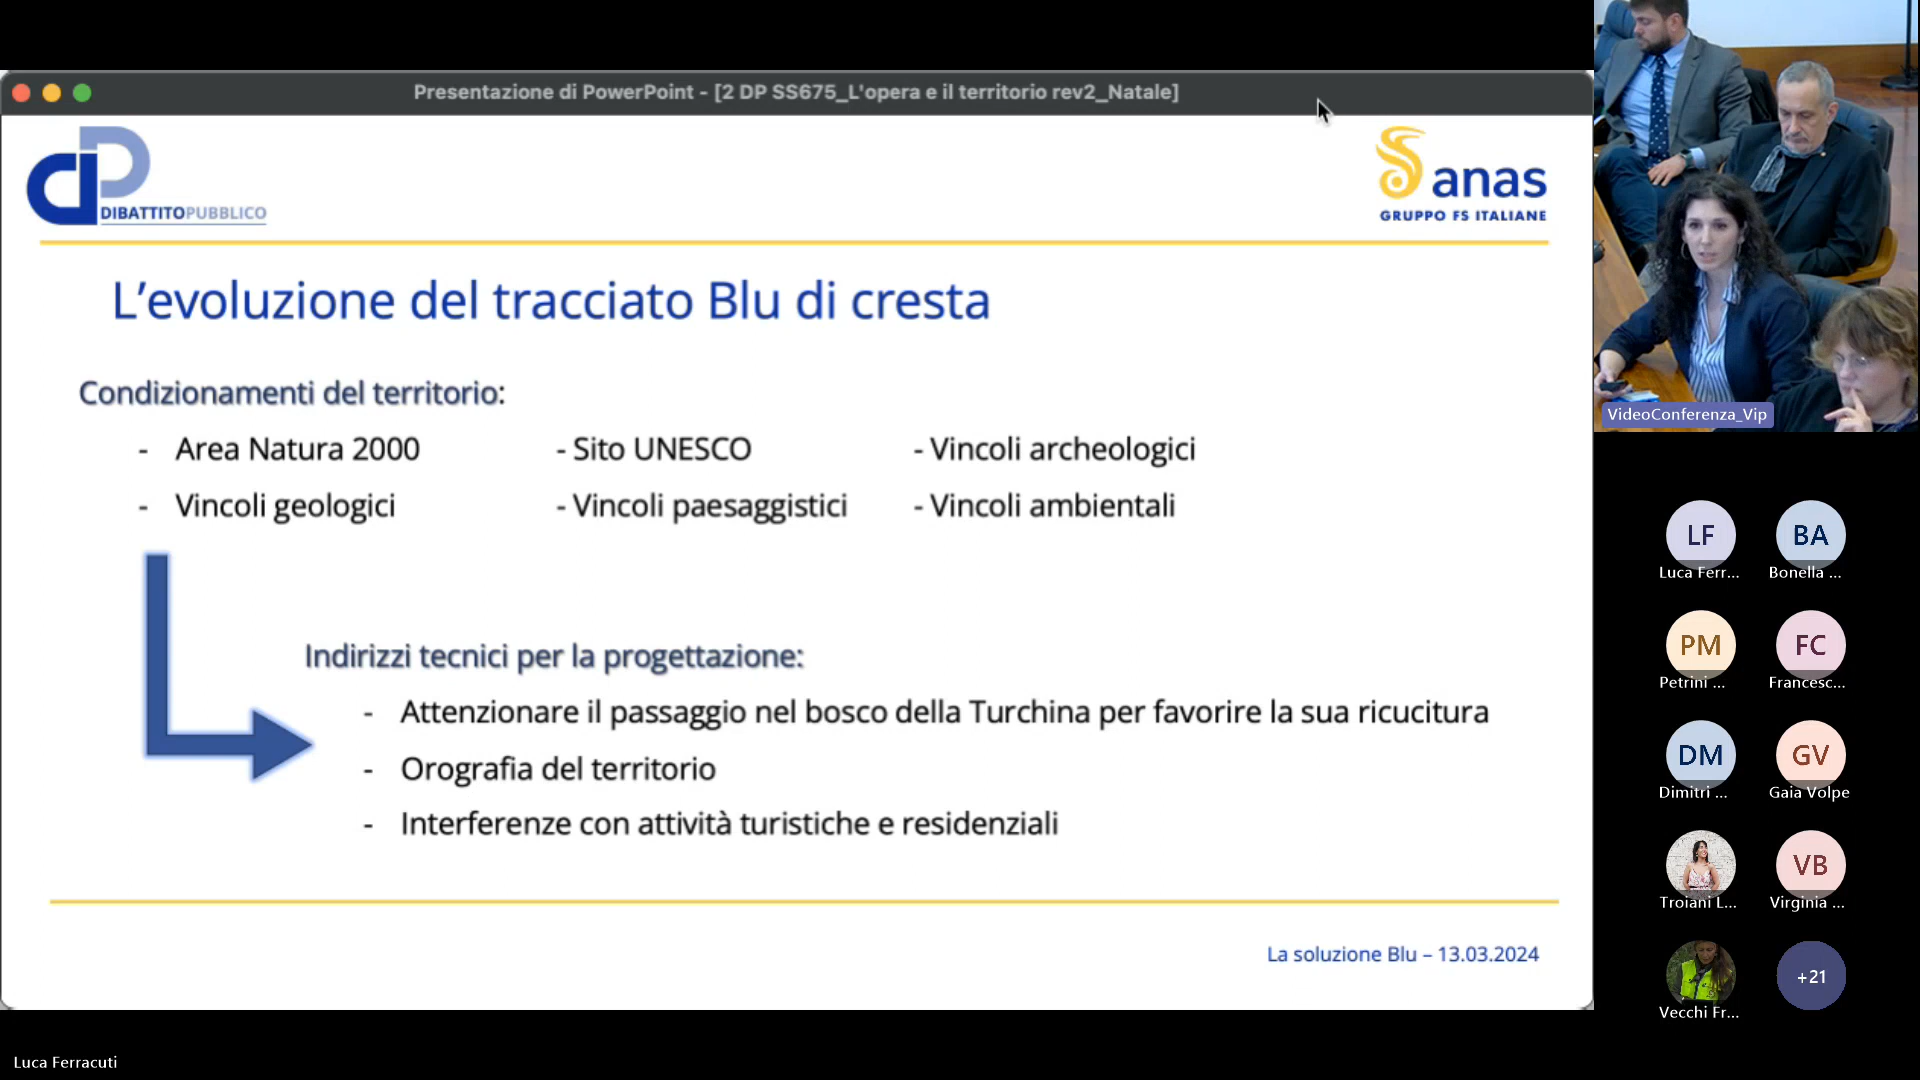 Presentazione di PowerPoint - [2 DP SS675_L'opera e il territorio rev2_Natale]
DIBATTITOPUBBLICO
anas
GRUPPO FS ITALIANE
L’evoluzione del tracciato Blu di cresta
Condizionamenti del territorio:
- Area Natura 2000 - Sito UNESCO - Vincoli archeologici
- Vincoli geologici - Vincoli paesaggistici - Vincoli ambientali
Indirizzi tecnici per la progettazione:
- Attenzionare il passaggio nel bosco della Turchina per favorire la sua ricucitura
- Orografia del territorio
- Interferenze con attività turistiche e residenziali
La soluzione Blu – 13.03.2024
VideoConferenza_Vip
LF BA
Luca Ferr... Bonella ...
PM FC
Petrini ... Francesc...
DM GV
Dimitri ... Gaia Volpe
VB
Troiani L... Virginia ...
+21
Vecchi Fr...
Luca Ferracuti